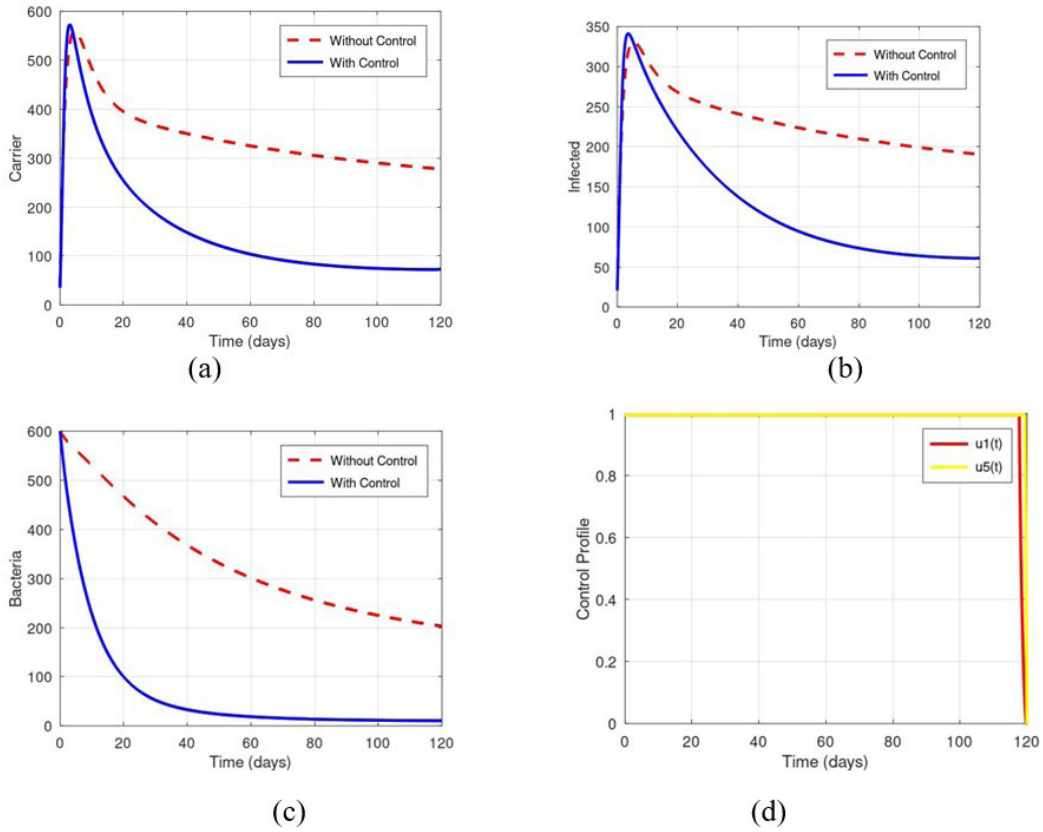 600
500
400
300
200
100
0
Carrier
Without Control
With Control
0 20 40 60 80 100 120
Time (days)
(a)
400
350
300
250
200
150
100
50
0
Infected
Without Control
With Control
0 20 40 60 80 100 120
Time (days)
(b)
600
500
400
300
200
100
0
Bacteria
Without Control
With Control
0 20 40 60 80 100 120
Time (days)
(c)
1
0.8
0.6
0.4
0.2
0
Control Profile
u1(t)
u5(t)
0 20 40 60 80 100 120
Time (days)
(d)